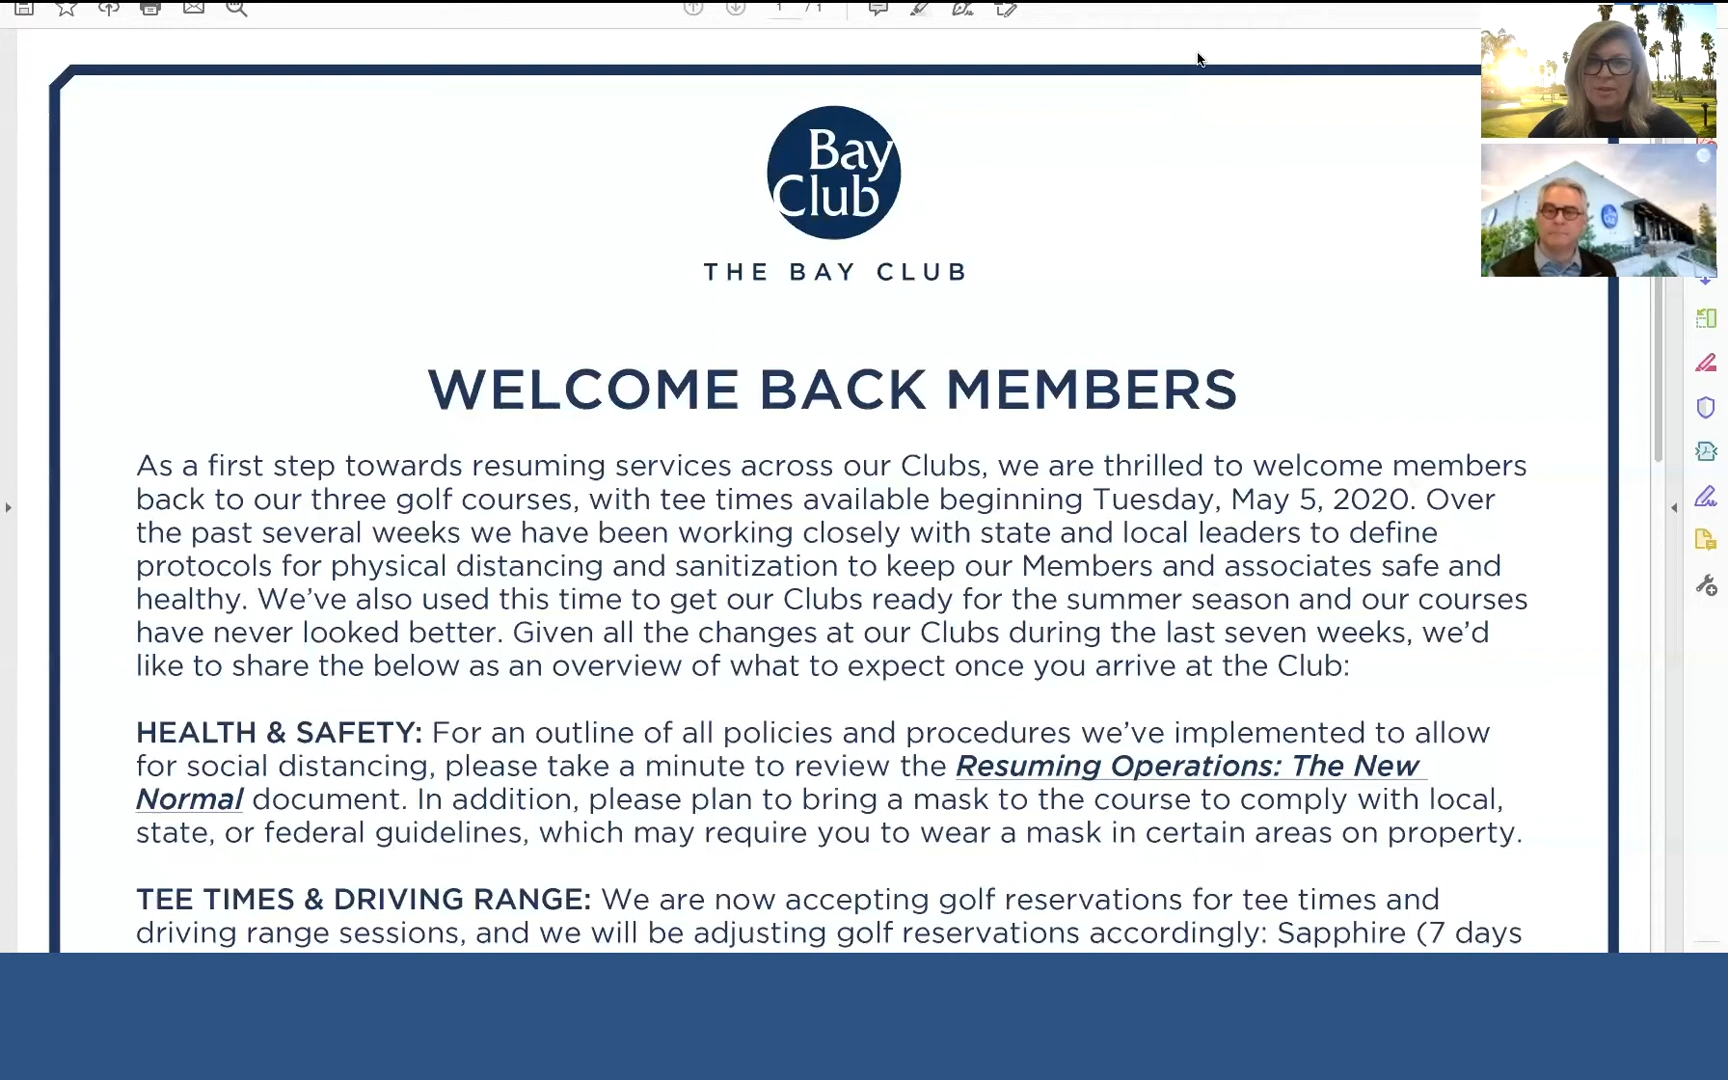 1 / 1
Bay
Club
THE BAY CLUB
WELCOME BACK MEMBERS
As a first step towards resuming services across our Clubs, we are thrilled to welcome members
back to our three golf courses, with tee times available beginning Tuesday, May 5, 2020. Over
the past several weeks we have been working closely with state and local leaders to define
protocols for physical distancing and sanitization to keep our Members and associates safe and
healthy. We’ve also used this time to get our Clubs ready for the summer season and our courses
have never looked better. Given all the changes at our Clubs during the last seven weeks, we’d
like to share the below as an overview of what to expect once you arrive at the Club:
HEALTH & SAFETY: For an outline of all policies and procedures we’ve implemented to allow
for social distancing, please take a minute to review the Resuming Operations: The New
Normal document. In addition, please plan to bring a mask to the course to comply with local,
state, or federal guidelines, which may require you to wear a mask in certain areas on property.
TEE TIMES & DRIVING RANGE: We are now accepting golf reservations for tee times and
driving range sessions, and we will be adjusting golf reservations accordingly: Sapphire (7 days